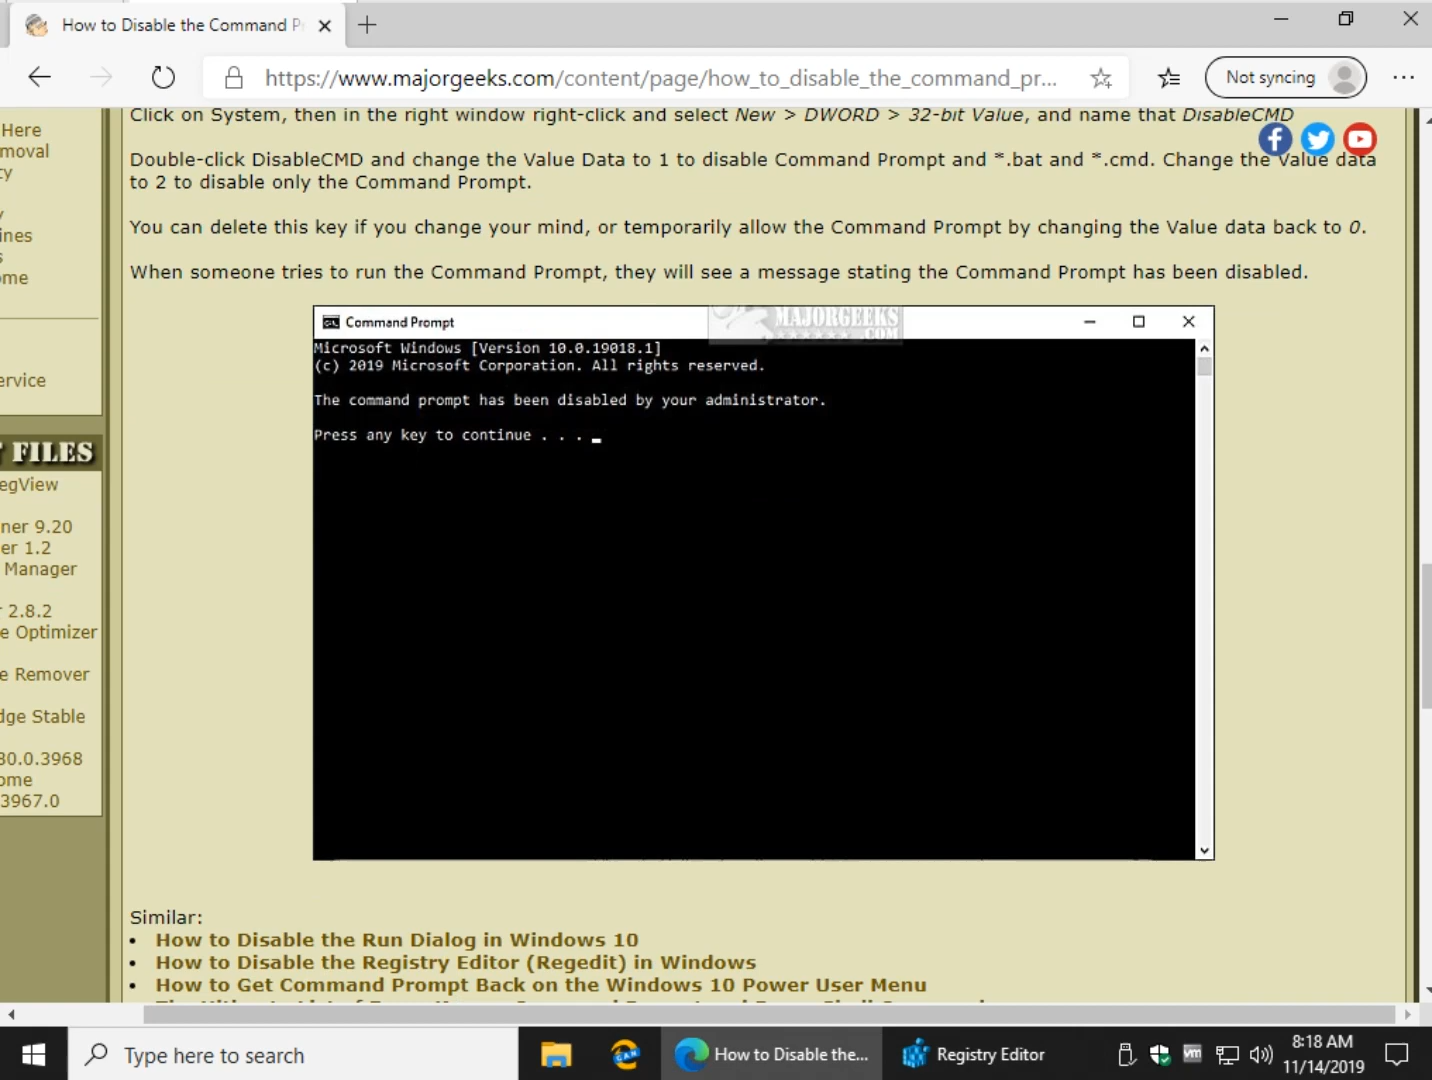 How to Disable the Command P
https://www.majorgeeks.com/content/page/how_to_disable_the_command_pr...
Not syncing
Click on System, then in the right window right-click and select New > DWORD > 32-bit Value, and name that DisableCMD
Double-click DisableCMD and change the Value Data to 1 to disable Command Prompt and *.bat and *.cmd. Change the Value data
to 2 to disable only the Command Prompt.
You can delete this key if you change your mind, or temporarily allow the Command Prompt by changing the Value data back to 0.
When someone tries to run the Command Prompt, they will see a message stating the Command Prompt has been disabled.
Here
moval
ty
y
ines
s
ome
ervice
T FILES
egView
ner 9.20
er 1.2
Manager
r 2.8.2
e Optimizer
e Remover
dge Stable
80.0.3968
ome
3967.0
Command Prompt
MAJORGEEKS
.COM
Microsoft Windows [Version 10.0.19018.1]
(c) 2019 Microsoft Corporation. All rights reserved.
The command prompt has been disabled by your administrator.
Press any key to continue . . . _
Similar:
• How to Disable the Run Dialog in Windows 10
• How to Disable the Registry Editor (Regedit) in Windows
• How to Get Command Prompt Back on the Windows 10 Power User Menu
Type here to search
How to Disable the...
Registry Editor
vm
8:18 AM
11/14/2019